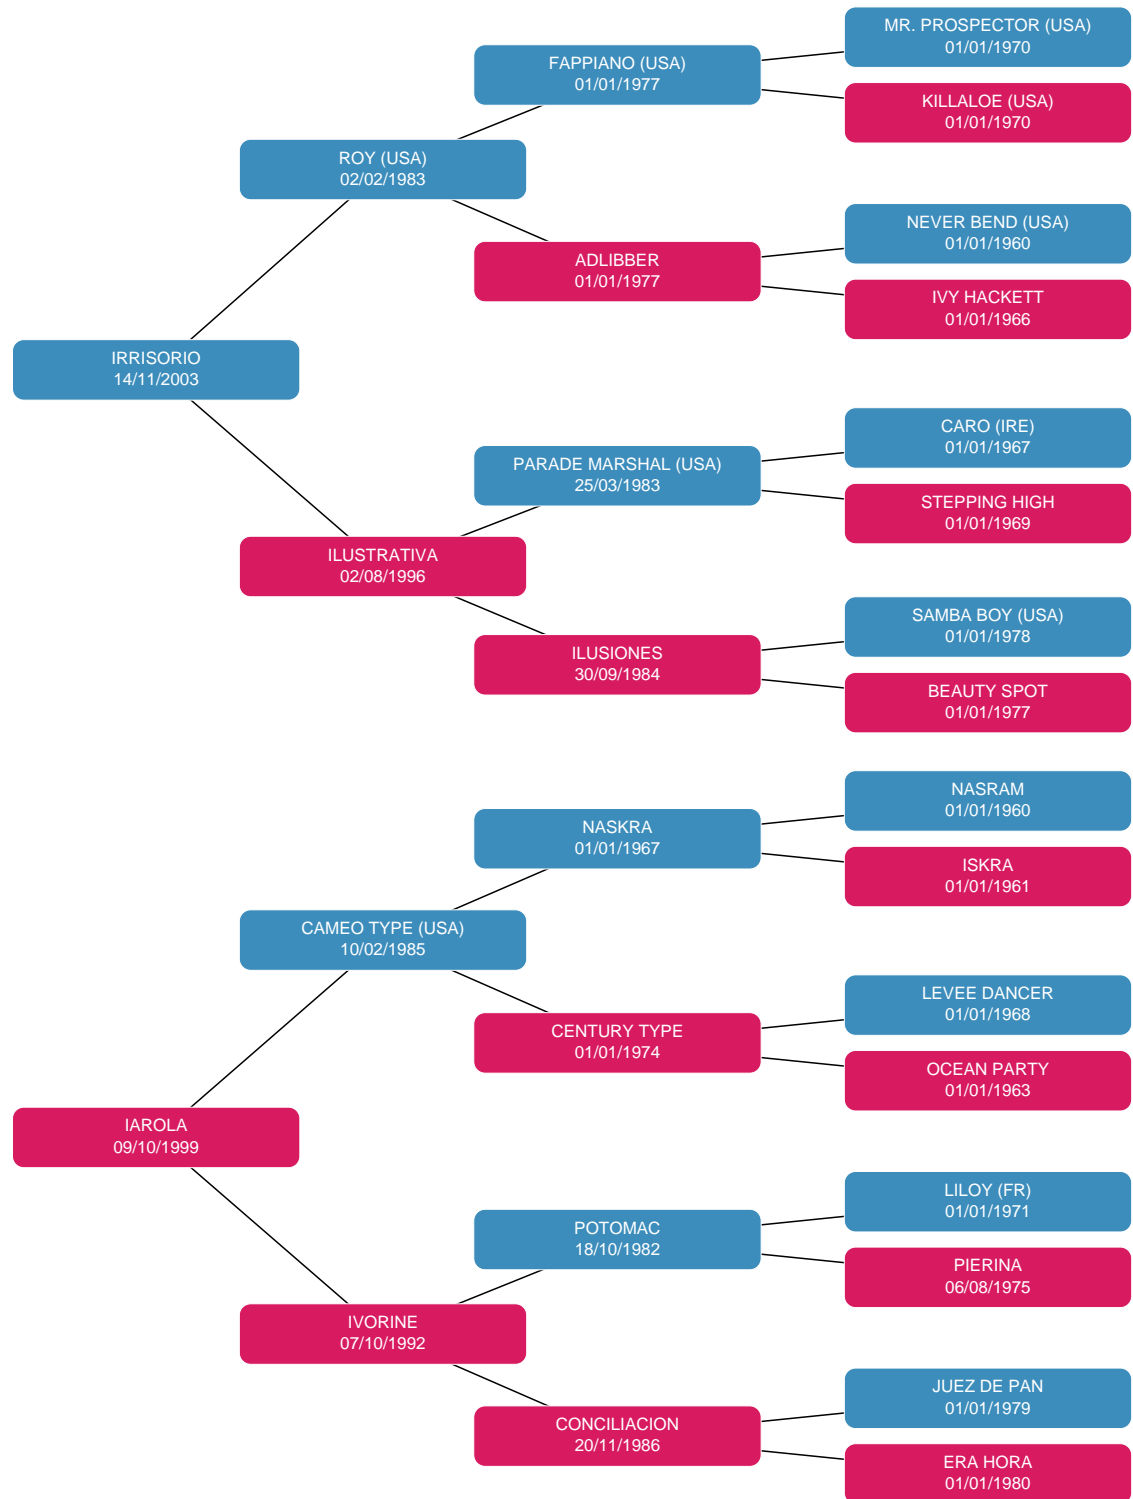 MR. PROSPECTOR (USA)
01/01/1970
FAPPIANO (USA)
01/01/1977
KILLALOE (USA)
01/01/1970
ROY (USA)
02/02/1983
NEVER BEND (USA)
01/01/1960
ADLIBBER
01/01/1977
IVY HACKETT
01/01/1966
IRRISORIO
14/11/2003
CARO (IRE)
01/01/1967
PARADE MARSHAL (USA)
25/03/1983
STEPPING HIGH
01/01/1969
ILUSTRATIVA
02/08/1996
SAMBA BOY (USA)
01/01/1978
ILUSIONES
30/09/1984
BEAUTY SPOT
01/01/1977
NASRAM
01/01/1960
NASKRA
01/01/1967
ISKRA
01/01/1961
CAMEO TYPE (USA)
10/02/1985
LEVEE DANCER
01/01/1968
CENTURY TYPE
01/01/1974
OCEAN PARTY
01/01/1963
IAROLA
09/10/1999
LILOY (FR)
01/01/1971
POTOMAC
18/10/1982
PIERINA
06/08/1975
IVORINE
07/10/1992
JUEZ DE PAN
01/01/1979
CONCILIACION
20/11/1986
ERA HORA
01/01/1980